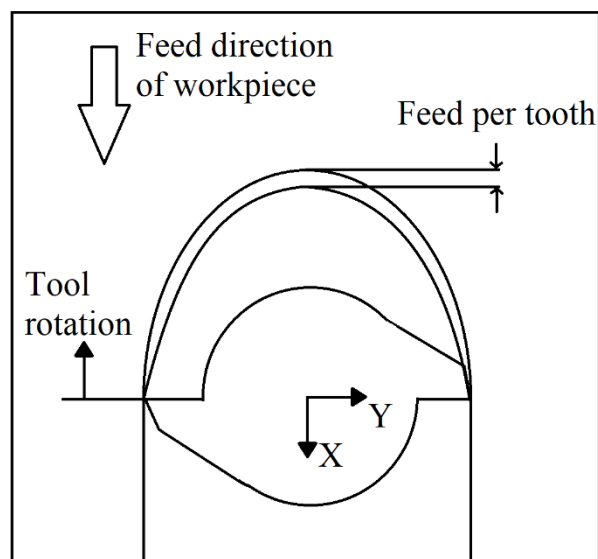 Feed direction
of workpiece
Feed per tooth
Tool
rotation
Y
X